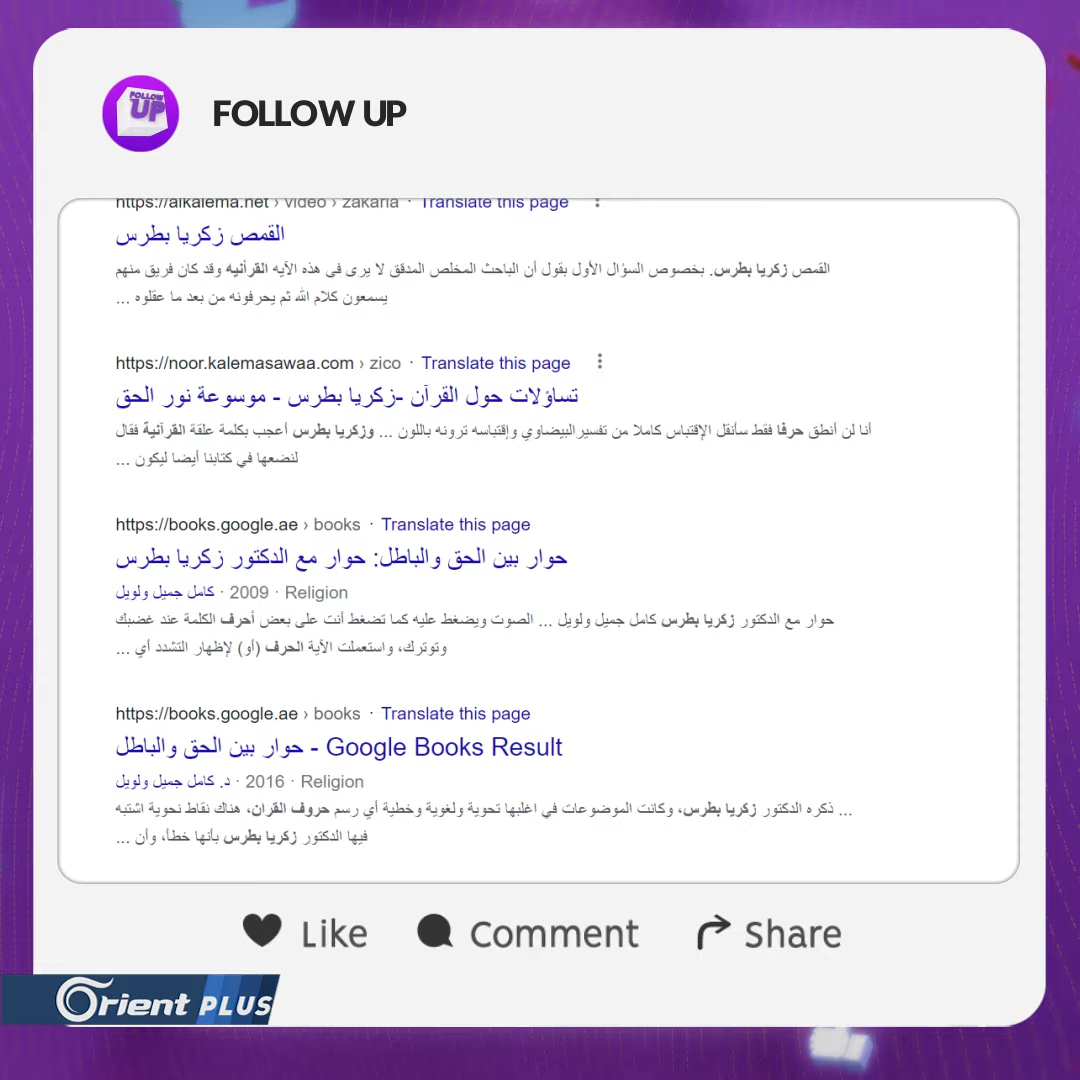 FOLLOW UP
FOLLOW UP
https://alkalema.net › video › zakaria · Translate this page
القمص زكريا بطرس
القمص زكريا بطرس. بخصوص السؤال الأول بقول أن الباحث المخلص المدقق لا يرى فى هذه الآيه القرأنيه وقد كان فريق منهم
يسمعون كلام الله ثم يحرفونه من بعد ما عقلوه ...
https://noor.kalemasawaa.com › zico · Translate this page
تساؤلات حول القرآن -زكريا بطرس - موسوعة نور الحق
أنا لن أنطق حرفًا فقط سأنقل الإقتباس كاملا من تفسيرالبيضاوي وإقتباسه ترونه باللون ... وزكريا بطرس أعجب بكلمة علقة القرآنية فقال
لنضعها في كتابنا أيضا ليكون ...
https://books.google.ae › books · Translate this page
حوار بين الحق والباطل: حوار مع الدكتور زكريا بطرس
كامل جميل ولويل · 2009 · Religion
حوار مع الدكتور زكريا بطرس كامل جميل ولويل ... الصوت ويضغط عليه كما تضغط أنت على بعض أحرف الكلمة عند غضبك
وتوترك، واستعملت الآية الحرف (أو) لإظهار التشدد أي ...
https://books.google.ae › books · Translate this page
حوار بين الحق والباطل - Google Books Result
د. كامل جميل ولويل · 2016 · Religion
... ذكره الدكتور زكريا بطرس، وكانت الموضوعات في اغلبها تحوية ولغوية وخطية أي رسم حروف القران، هناك نقاط نحوية اشتبه
فيها الدكتور زكريا بطرس بأنها خطأ، وأن ...
Like Comment Share
Orient PLUS